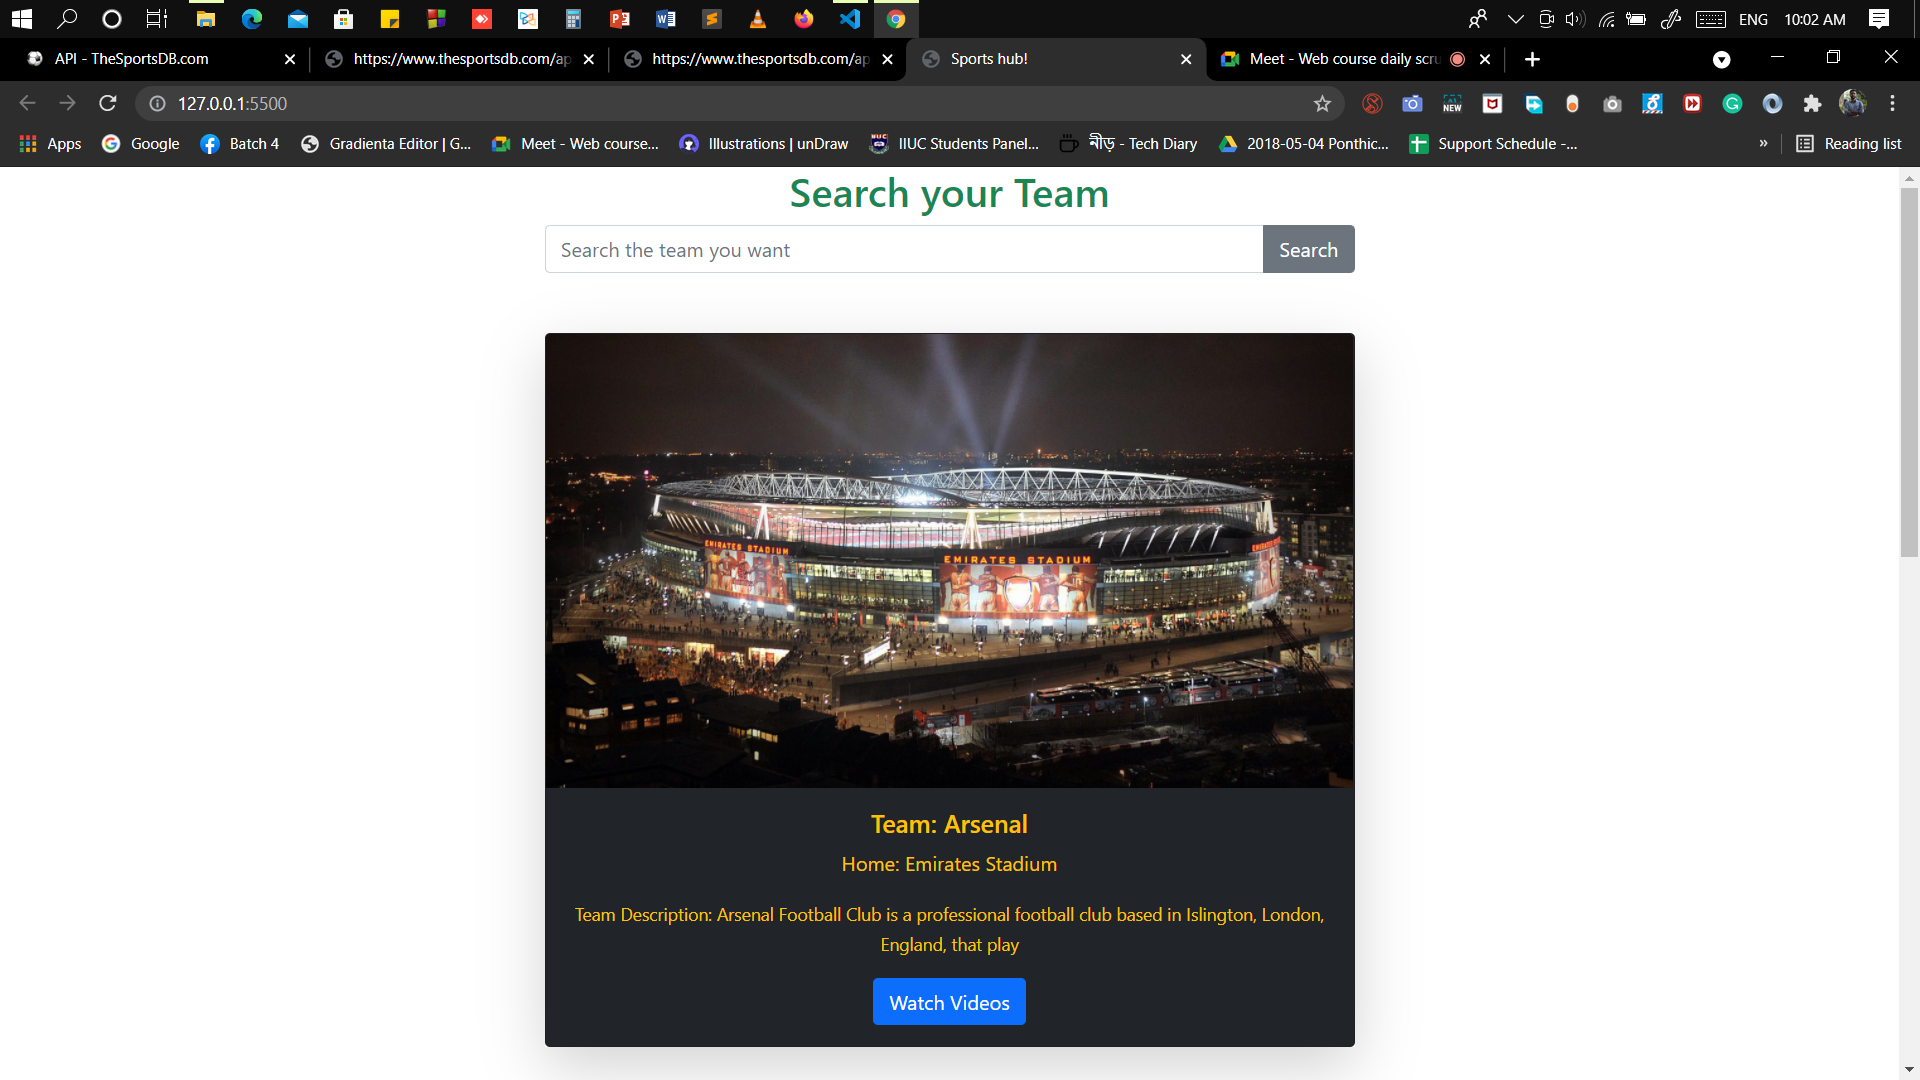 ENG 10:02 AM
API - TheSportsDB.com
https://www.thesportsdb.com/ap
https://www.thesportsdb.com/ap
Sports hub!
Meet - Web course daily scru
127.0.0.1:5500
NEW
Apps
Google
Batch 4
Gradienta Editor | G...
Meet - Web course...
Illustrations | unDraw
IIUC Students Panel...
নীড় - Tech Diary
2018-05-04 Ponthic...
Support Schedule -...
»
Reading list
Search your Team
Search the team you want
Search
EMIRATES STADIUM
EMIRATES STADIUM
Team: Arsenal
Home: Emirates Stadium
Team Description: Arsenal Football Club is a professional football club based in Islington, London,
England, that play
Watch Videos